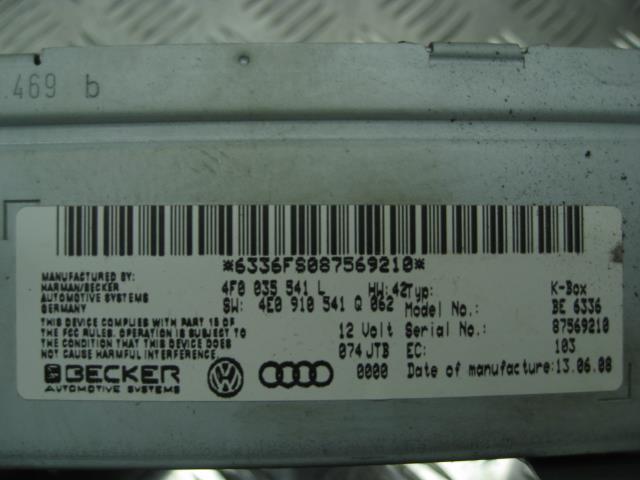 .469 b
*6336FS087569210*
MANUFACTURED BY
HARMAN/BECKER
AUTOMOTIVE SYSTEMS
GERMANY
4F0 035 541 L HW: 42
SW: 4E0 910 541 Q 062
Typ: K-Box
Model No.: BE 6336
THIS DEVICE COMPLIES WITH PART 15 OF
THE FCC RULES. OPERATION IS SUBJECT TO
THE CONDITION THAT THIS DEVICE DOES
NOT CAUSE HARMFUL INTERFERENCE.
12 Volt
074 JTB
0000
Serial No.: 87569210
EC: 103
Date of manufacture: 13.06.08
BECKER
AUTOMOTIVE SYSTEMS